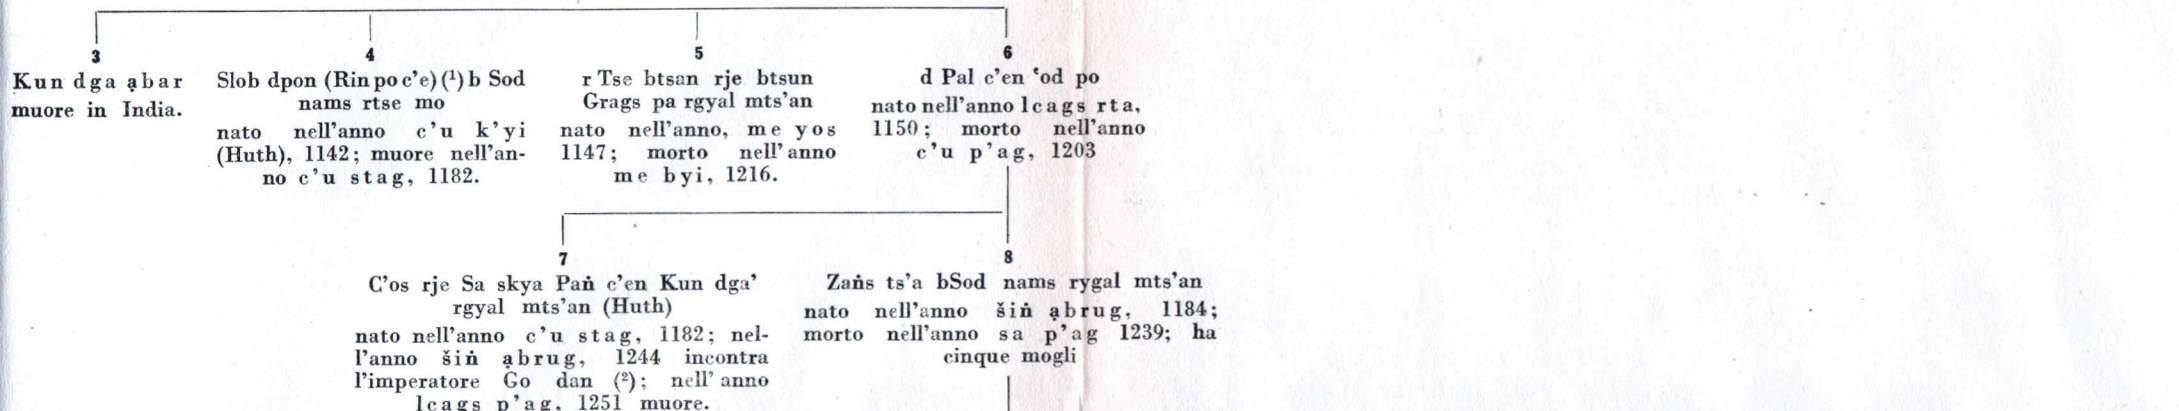 3
Kun dga ạbar
muore in India.
4
Slob dpon (Rin po c’e) (¹) b Sod
nams rtse mo
nato nell’anno c’u k’yi
(Huth), 1142; muore nell’an-
no c’u stag, 1182.
5
r Tse btsan rje btsun
Grags pa rgyal mts’an
nato nell’anno, me yos
1147; morto nell’anno
me byi, 1216.
6
d Pal c’en ‘od po
nato nell’anno lcags rta,
1150; morto nell’anno
c’u p’ag, 1203
7
C’os rje Sa skya Paṅ c’en Kun dga’
rgyal mts’an (Huth)
nato nell’anno c’u stag, 1182; nel-
l’anno šiṅ ạbrug, 1244 incontra
l’imperatore Go dan (²); nell’ anno
lcags p’ag, 1251 muore.
8
Zaṅs ts’a bSod nams rygal mts’an
nato nell’anno šiṅ ạbrug, 1184;
morto nell’anno sa p’ag 1239; ha
cinque mogli